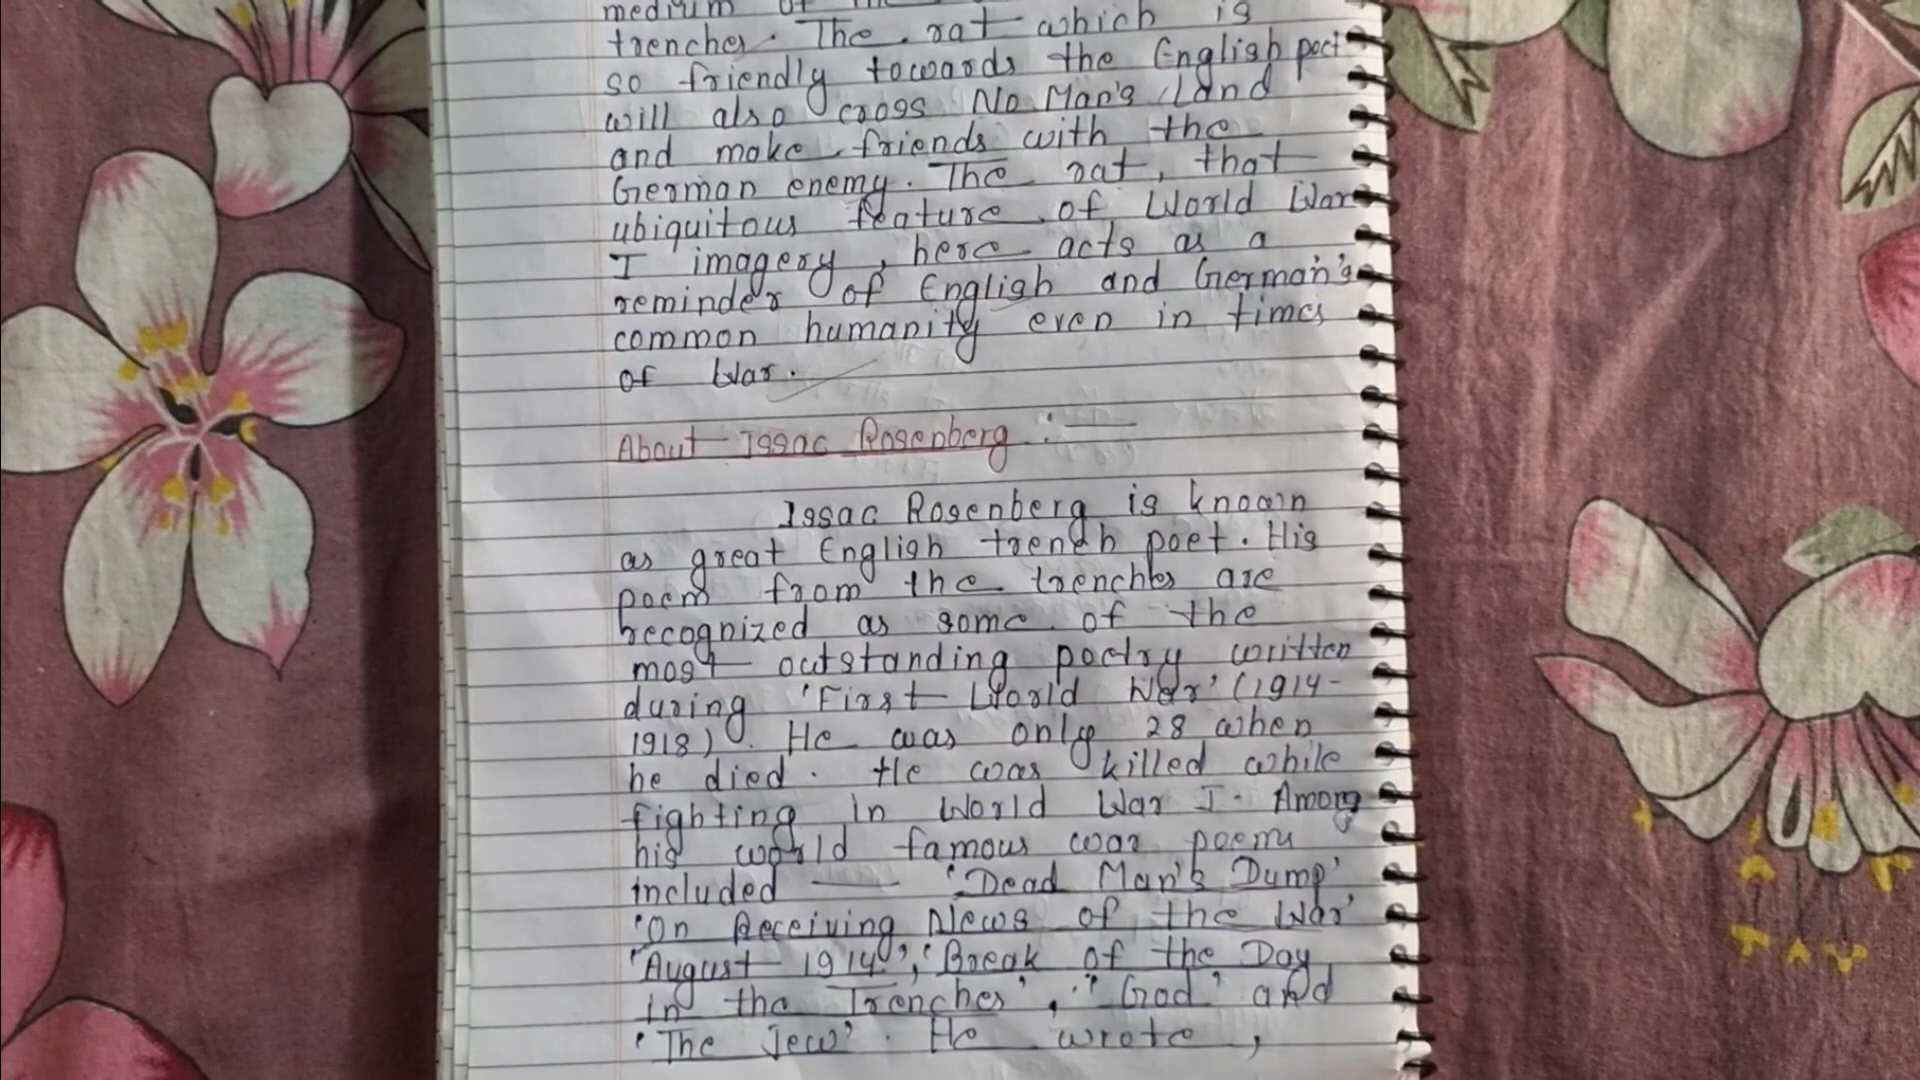 medium of the
trenches. The rat which is
so friendly towards the English poet
will also cross No Man's Land
and make friends with the
German enemy. The rat, that
ubiquitous feature of World War
I imagery, here acts as a
reminder of English and German's
common humanity even in times
of War.
About Issac Rosenberg :-
Issac Rosenberg is known
as great English trench poet. His
poem from the trenches are
recognized as some of the
most outstanding poetry written
during 'First World War' (1914-
1918). He was only 28 when
he died. He was killed while
fighting in World War I. Among
his world famous war poems
included — 'Dead Man's Dump'
'On Receiving News of the War'
'August 1914', 'Break of the Day
in the Trenches', 'God' and
'The Jew'. He wrote,